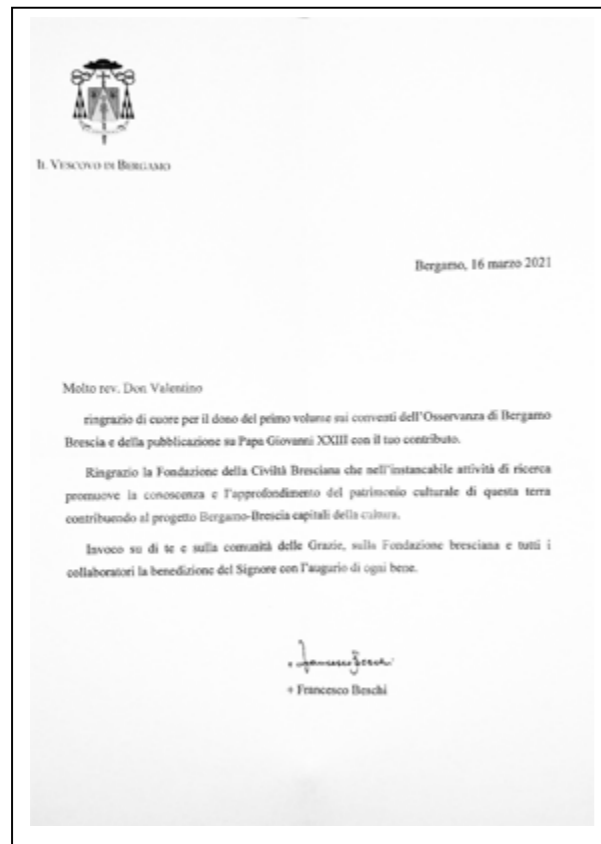 IL VESCOVO DI BERGAMO
Bergamo, 16 marzo 2021
Molto rev. Don Valentino
ringrazio di cuore per il dono del primo volume sui conventi dell'Osservanza di Bergamo
Brescia e della pubblicazione su Papa Giovanni XXIII con il tuo contributo.
Ringrazio la Fondazione della Civiltà Bresciana che nell'instancabile attività di ricerca
promuove la conoscenza e l'approfondimento del patrimonio culturale di questa terra
contribuendo al progetto Bergamo-Brescia capitali della cultura.
Invoco su di te e sulla comunità delle Grazie, sulla Fondazione bresciana e tutti i
collaboratori la benedizione del Signore con l'augurio di ogni bene.
+ Francesco Beschi
+ Francesco Beschi